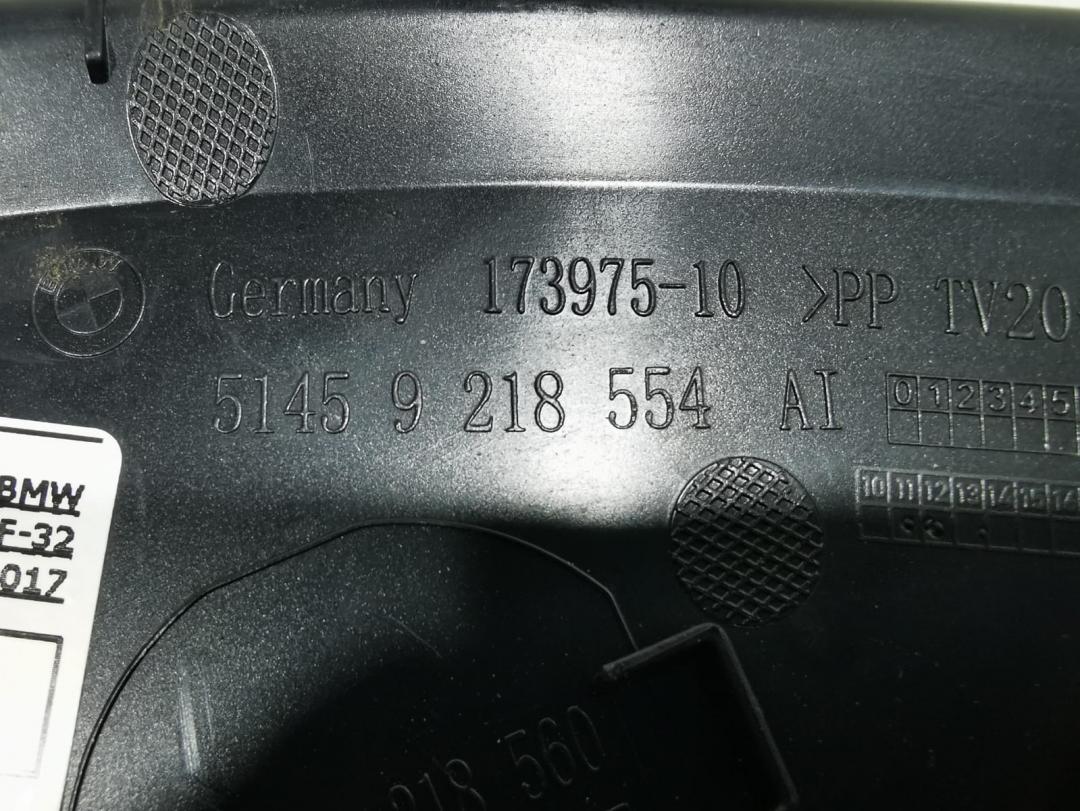 Germany 173975-10 >PP TV20
5145 9 218 554 AI
0 1 2 3 4 5
10 11 12 13 14 15 14
BMW
F-32
017
218 560